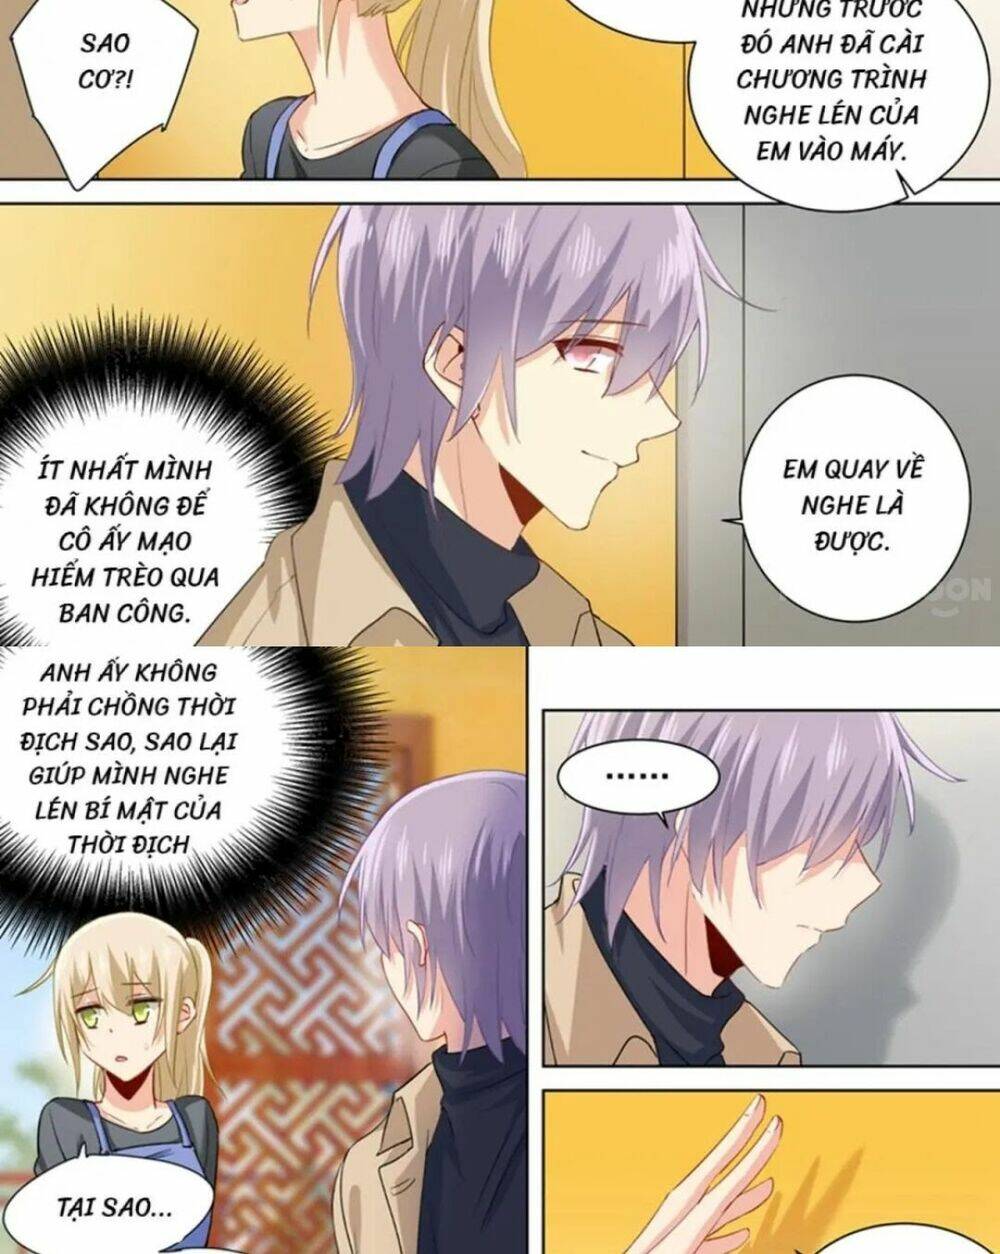 SAO
CƠ?!
NHƯNG TRƯỚC
ĐÓ ANH ĐÃ CÀI
CHƯƠNG TRÌNH
NGHE LÉN CỦA
EM VÀO MÁY.
ÍT NHẤT MÌNH
ĐÃ KHÔNG ĐỂ
CÔ ẤY MẠO
HIỂM TRÈO QUA
BAN CÔNG.
EM QUAY VỀ
NGHE LÀ
ĐƯỢC.
ANH ẤY KHÔNG
PHẢI CHỒNG THỜI
ĐỊCH SAO, SAO LẠI
GIÚP MÌNH NGHE
LÉN BÍ MẬT CỦA
THỜI ĐỊCH
.......
TẠI SAO...